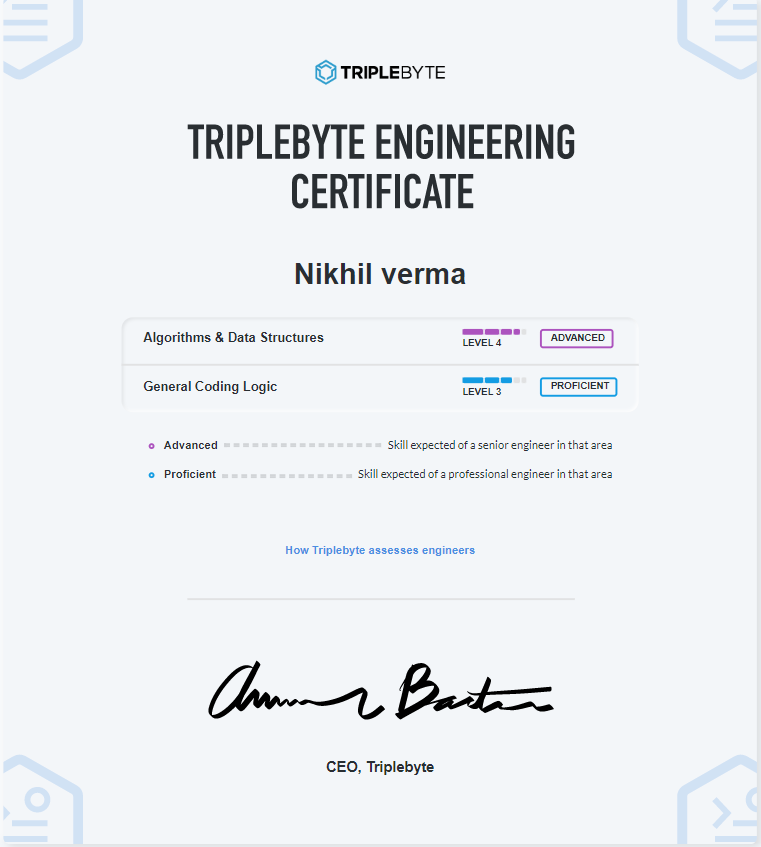 TRIPLEBYTE
TRIPLEBYTE ENGINEERING
CERTIFICATE
Nikhil verma
Algorithms & Data Structures LEVEL 4 ADVANCED
General Coding Logic LEVEL 3 PROFICIENT
Advanced Skill expected of a senior engineer in that area
Proficient Skill expected of a professional engineer in that area
How Triplebyte assesses engineers
CEO, Triplebyte